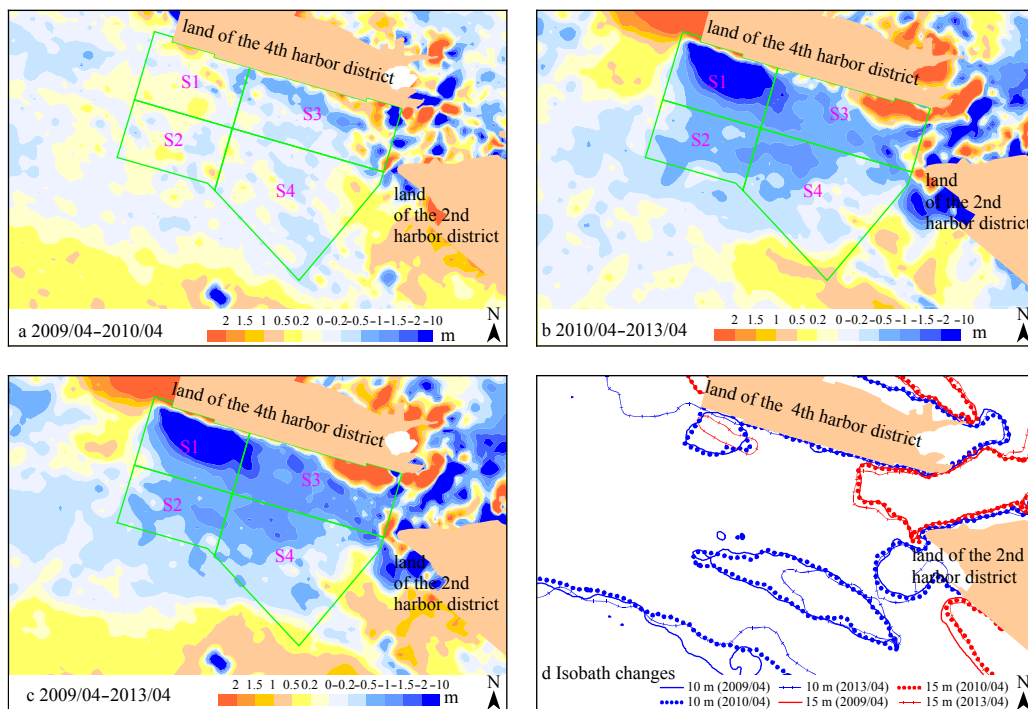 land of the 4th harbor district
S1
S3
S2
S4
land
of the 2nd
harbor district
N
a 2009/04−2010/04
2 1.5 1 0.5 0.2 0−0.2−0.5−1−1.5−2−10
m
land of the 4th harbor district
S1
S3
S2
S4
land
of the 2nd
harbor district
N
b 2010/04−2013/04
2 1.5 1 0.5 0.2 0−0.2−0.5−1−1.5−2−10
m
land of the 4th harbor district
S1
S3
S2
S4
land
of the 2nd
harbor district
N
c 2009/04−2013/04
2 1.5 1 0.5 0.2 0−0.2−0.5−1−1.5−2−10
m
land of the 4th harbor district
land of the 2nd
harbor district
N
d Isobath changes
10 m (2009/04) 10 m (2013/04) 15 m (2010/04)
10 m (2010/04) 15 m (2009/04) 15 m (2013/04)